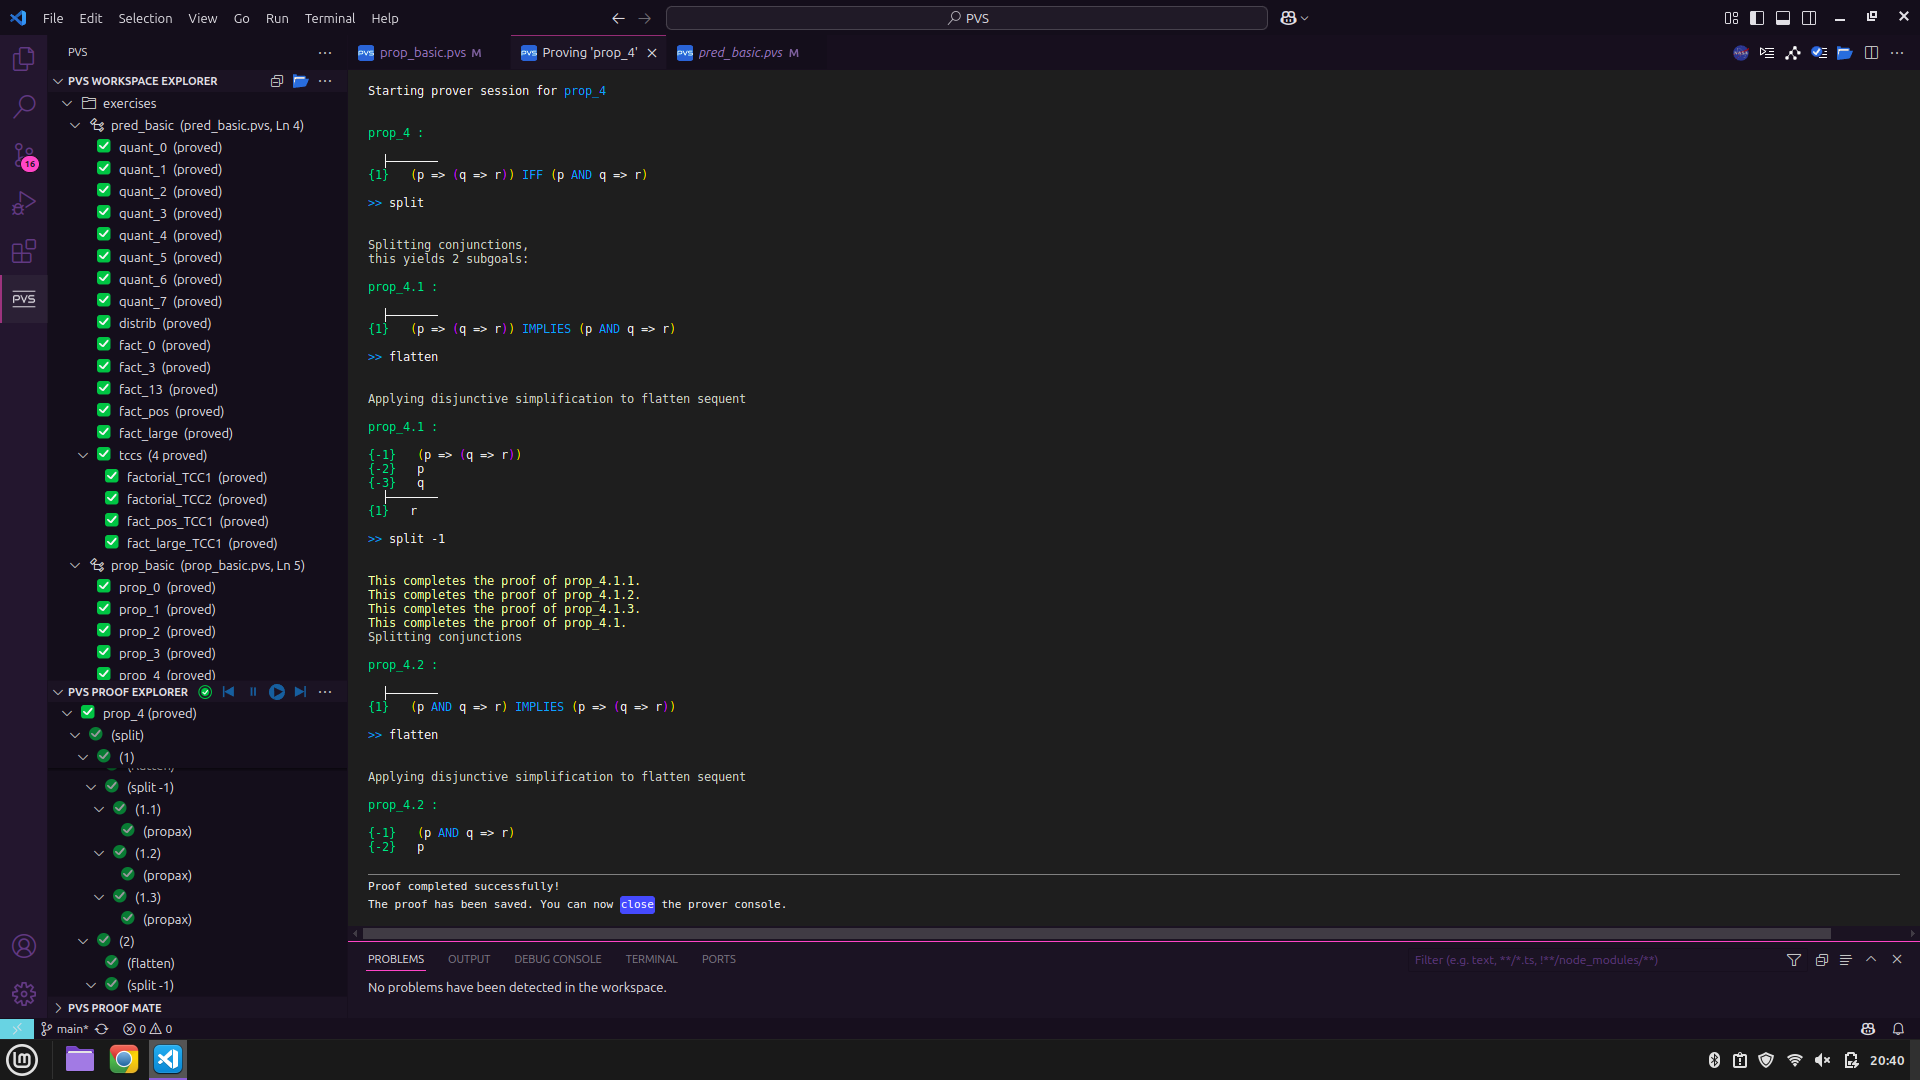 File Edit Selection View Go Run Terminal Help
PVS
PVS
prop_basic.pvs M
Proving 'prop_4'
pred_basic.pvs M
PVS WORKSPACE EXPLORER
exercises
pred_basic (pred_basic.pvs, Ln 4)
quant_0 (proved)
quant_1 (proved)
quant_2 (proved)
quant_3 (proved)
quant_4 (proved)
quant_5 (proved)
quant_6 (proved)
quant_7 (proved)
distrib (proved)
fact_0 (proved)
fact_3 (proved)
fact_13 (proved)
fact_pos (proved)
fact_large (proved)
tccs (4 proved)
factorial_TCC1 (proved)
factorial_TCC2 (proved)
fact_pos_TCC1 (proved)
fact_large_TCC1 (proved)
prop_basic (prop_basic.pvs, Ln 5)
prop_0 (proved)
prop_1 (proved)
prop_2 (proved)
prop_3 (proved)
prop_4 (proved)
16
PVS
PVS PROOF EXPLORER
prop_4 (proved)
(split)
(1)
(flatten)
(split -1)
(1.1)
(propax)
(1.2)
(propax)
(1.3)
(propax)
(2)
(flatten)
(split -1)
PVS PROOF MATE
Starting prover session for prop_4
prop_4 :
{1} (p => (q => r)) IFF (p AND q => r)
>> split
Splitting conjunctions,
this yields 2 subgoals:
prop_4.1 :
{1} (p => (q => r)) IMPLIES (p AND q => r)
>> flatten
Applying disjunctive simplification to flatten sequent
prop_4.1 :
{-1} (p => (q => r))
{-2} p
{-3} q
{1} r
>> split -1
This completes the proof of prop_4.1.1.
This completes the proof of prop_4.1.2.
This completes the proof of prop_4.1.3.
This completes the proof of prop_4.1.
Splitting conjunctions
prop_4.2 :
{1} (p AND q => r) IMPLIES (p => (q => r))
>> flatten
Applying disjunctive simplification to flatten sequent
prop_4.2 :
{-1} (p AND q => r)
{-2} p
Proof completed successfully!
The proof has been saved. You can now close the prover console.
PROBLEMS OUTPUT DEBUG CONSOLE TERMINAL PORTS
Filter (e.g. text, **/*.ts, !**/node_modules/**)
No problems have been detected in the workspace.
main* 0 0
20:40